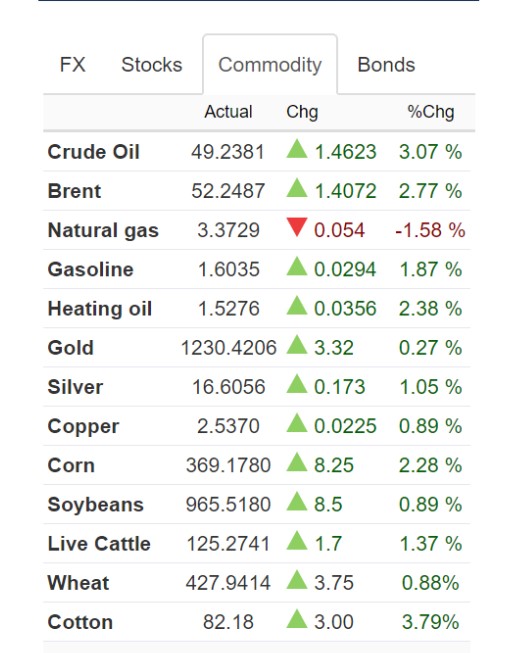 FX Stocks Commodity Bonds
Actual Chg %Chg
Crude Oil 49.2381 1.4623 3.07 %
Brent 52.2487 1.4072 2.77 %
Natural gas 3.3729 0.054 -1.58 %
Gasoline 1.6035 0.0294 1.87 %
Heating oil 1.5276 0.0356 2.38 %
Gold 1230.4206 3.32 0.27 %
Silver 16.6056 0.173 1.05 %
Copper 2.5370 0.0225 0.89 %
Corn 369.1780 8.25 2.28 %
Soybeans 965.5180 8.5 0.89 %
Live Cattle 125.2741 1.7 1.37 %
Wheat 427.9414 3.75 0.88%
Cotton 82.18 3.00 3.79%